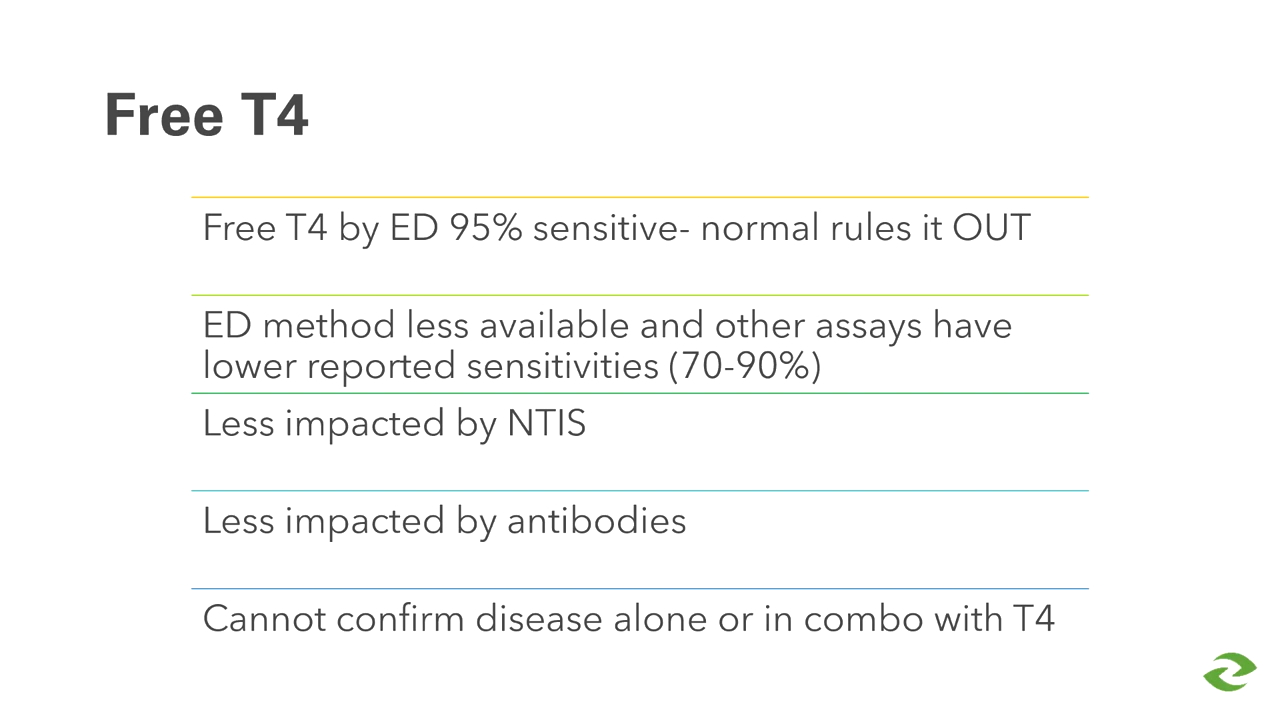 Free T4
Free T4 by ED 95% sensitive- normal rules it OUT
ED method less available and other assays have
lower reported sensitivities (70-90%)
Less impacted by NTIS
Less impacted by antibodies
Cannot confirm disease alone or in combo with T4